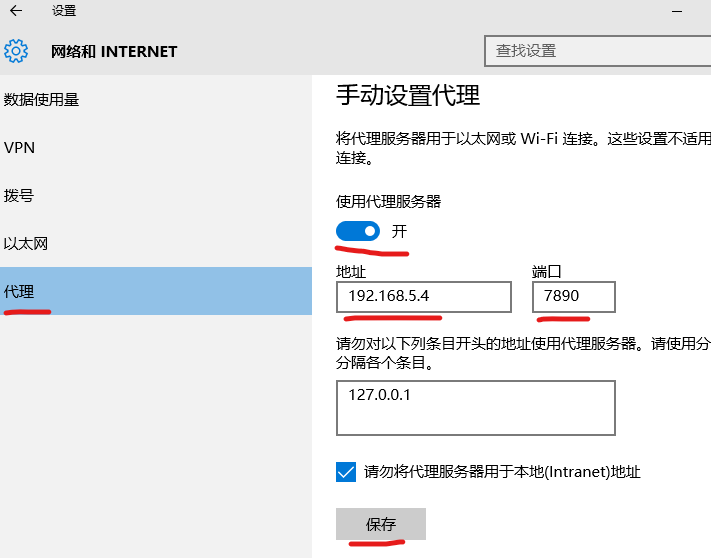 设置
网络和 INTERNET
查找设置
数据使用量
VPN
拨号
以太网
代理
手动设置代理
将代理服务器用于以太网或 Wi-Fi 连接。这些设置不适用
连接。
使用代理服务器
开
地址
端口
192.168.5.4
7890
请勿对以下列条目开头的地址使用代理服务器。请使用分
分隔各个条目。
127.0.0.1
请勿将代理服务器用于本地(Intranet)地址
保存